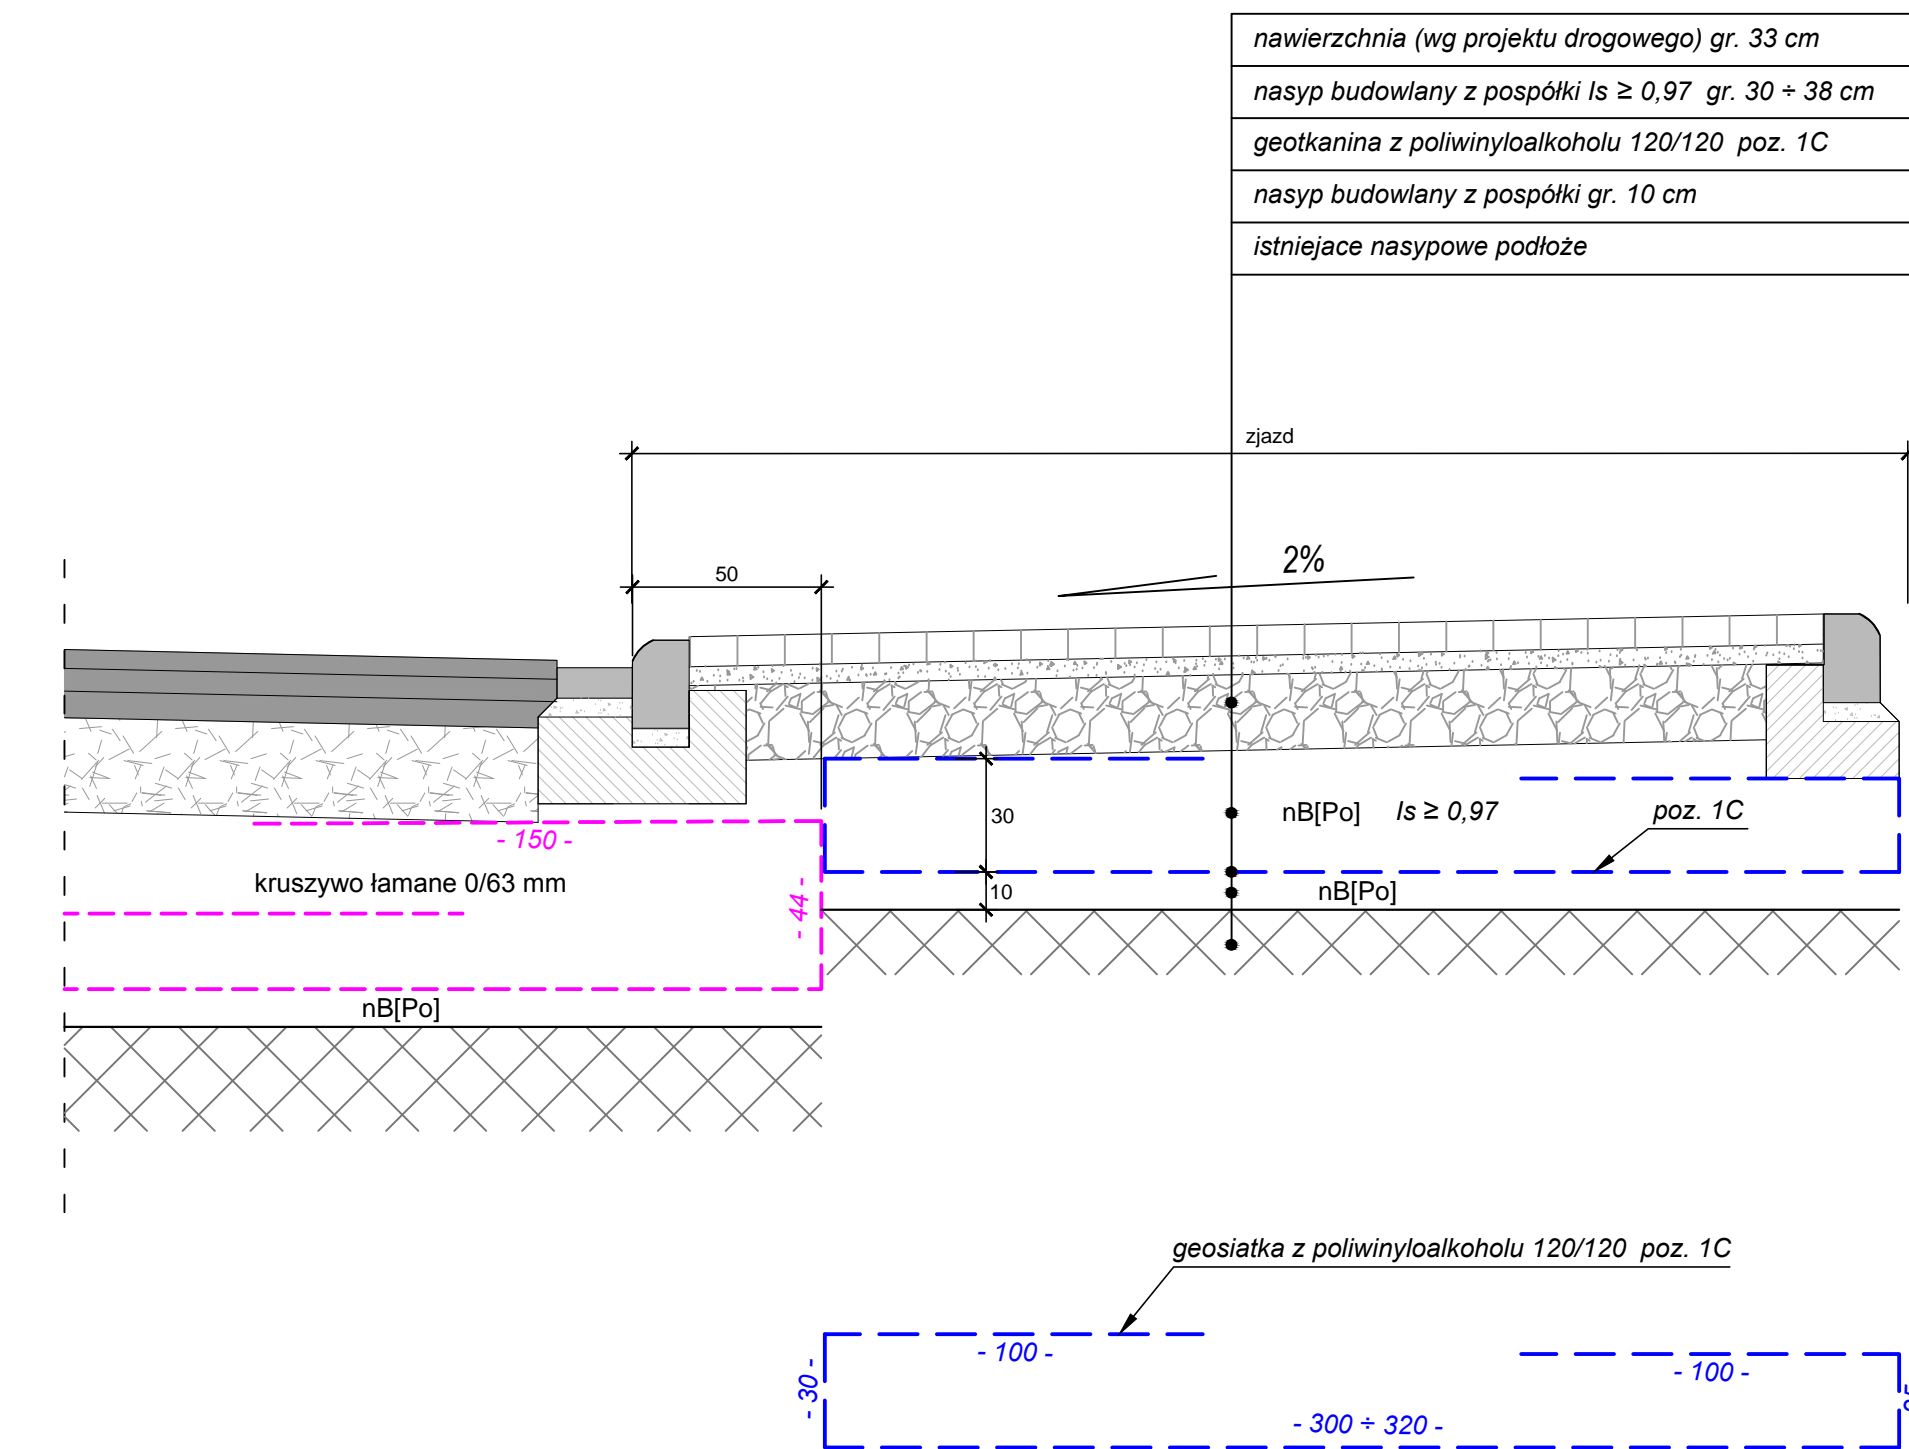 nawierzchnia (wg projektu drogowego) gr. 33 cm
nasyp budowlany z pospółki Is ≥ 0,97 gr. 30 ÷ 38 cm
geotkanina z poliwinyloalkoholu 120/120 poz. 1C
nasyp budowlany z pospółki gr. 10 cm
istniejace nasypowe podłoże
zjazd
2%
50
30
nB[Po] Is ≥ 0,97
poz. 1C
- 150 -
kruszywo łamane 0/63 mm
- 44 -
10
nB[Po]
nB[Po]
geosiatka z poliwinyloalkoholu 120/120 poz. 1C
- 100 -
- 100 -
- 30 -
- 300 ÷ 320 -